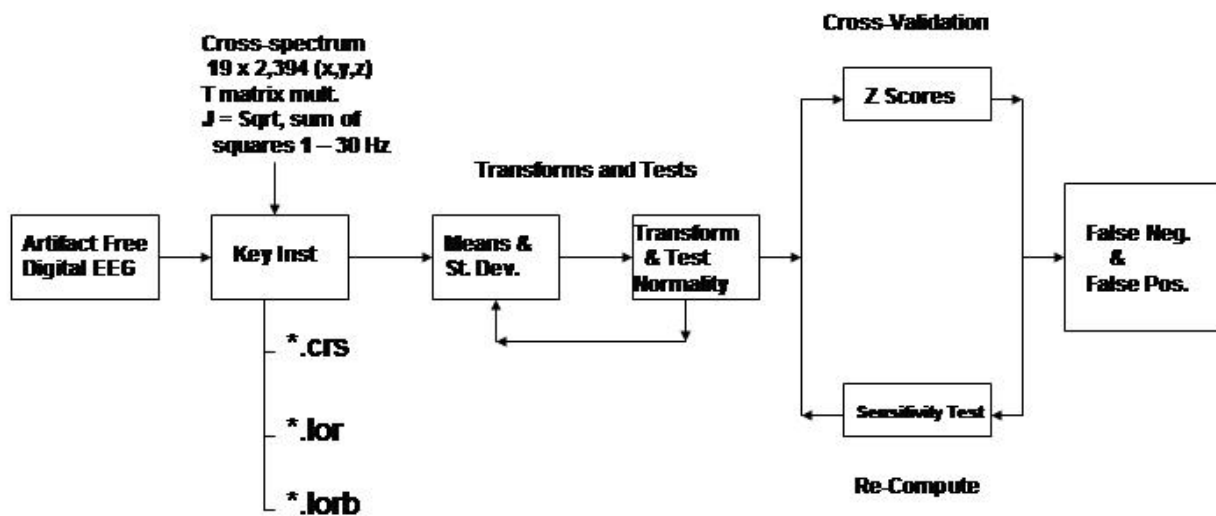 Cross-Validation
Cross-spectrum
19 x 2,394 (x,y,z)
T matrix mult.
J = Sqrt, sum of
squares 1 – 30 Hz
Z Scores
Transforms and Tests
Artifact Free
Digital EEG
Key Inst
Means &
St. Dev.
Transform
& Test
Normality
False Neg.
&
False Pos.
*.crs
*.lor
*.lorb
Sensitivity Test
Re-Compute